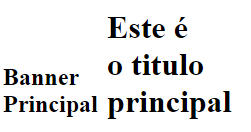 Banner
Principal
Este é
o titulo
principal